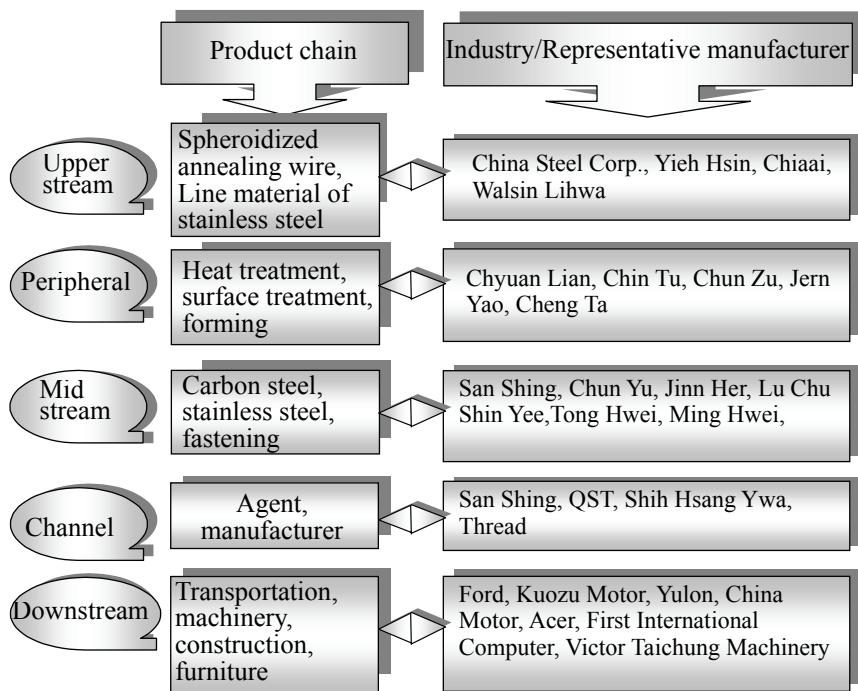 Product chain
Industry/Representative manufacturer
Upper
stream
Spheroidized
annealing wire,
Line material of
stainless steel
China Steel Corp., Yieh Hsin, Chiaai,
Walsin Lihwa
Peripheral
Heat treatment,
surface treatment,
forming
Chyuan Lian, Chin Tu, Chun Zu, Jern
Yao, Cheng Ta
Mid
stream
Carbon steel,
stainless steel,
fastening
San Shing, Chun Yu, Jinn Her, Lu Chu
Shin Yee,Tong Hwei, Ming Hwei,
Channel
Agent,
manufacturer
San Shing, QST, Shih Hsang Ywa,
Thread
Downstream
Transportation,
machinery,
construction,
furniture
Ford, Kuozu Motor, Yulon, China
Motor, Acer, First International
Computer, Victor Taichung Machinery